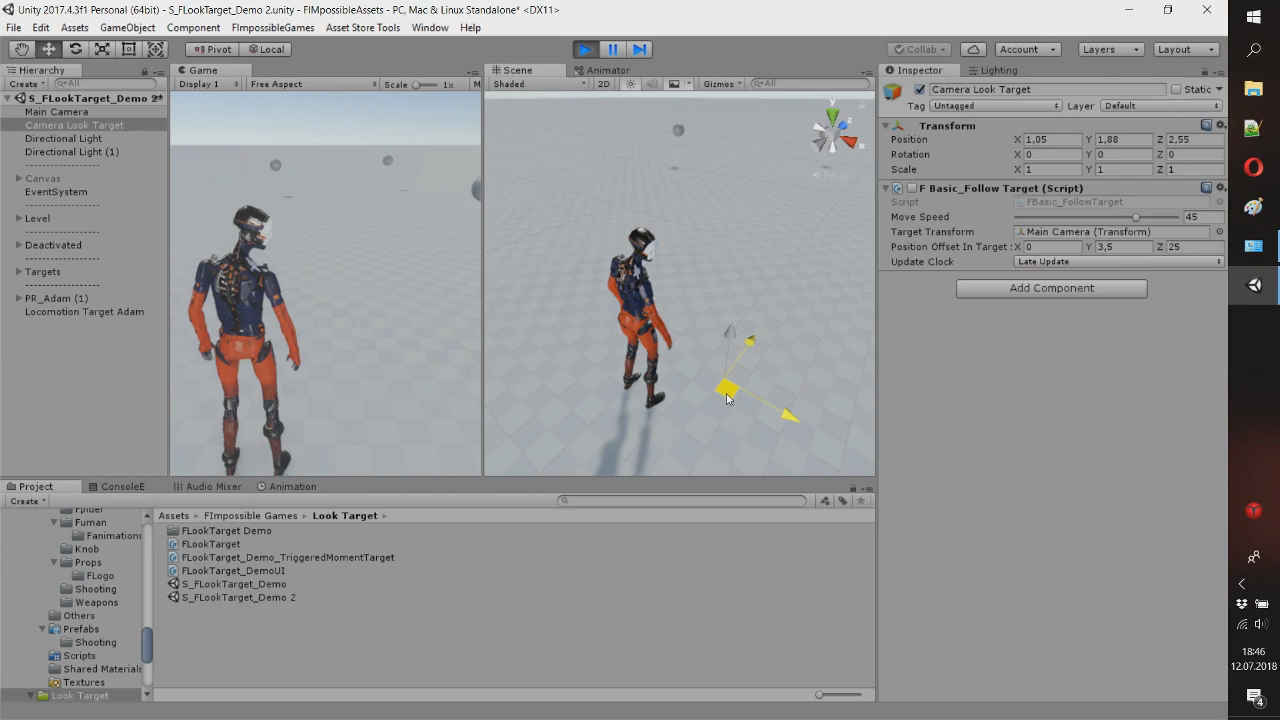 Unity 2017.4.3f1 Personal (64bit) - S_FLookTarget_Demo 2.unity - FImpossibleAssets - PC, Mac & Linux Standalone* <DX11>
File Edit Assets GameObject Component FImpossibleGames Asset Store Tools Window Help
Pivot Local Collab Account Layers Layout
Hierarchy Game Scene Animator Inspector Lighting
Create All Display 1 Free Aspect Scale 1x M Shaded 2D Gizmos All
S_FLookTarget_Demo 2*
Main Camera
Camera Look Target
Directional Light
Directional Light (1)
--------------
Canvas
EventSystem
--------------
Level
--------------
Deactivated
--------------
Targets
--------------
PR_Adam (1)
Locomotion Target Adam
y
z
x
Persp
Camera Look Target Static
Tag Untagged Layer Default
Transform
Position X 1,05 Y 1,88 Z 2,55
Rotation X 0 Y 0 Z 0
Scale X 1 Y 1 Z 1
F Basic_Follow Target (Script)
Script FBasic_FollowTarget
Move Speed 45
Target Transform Main Camera (Transform)
Position Offset In Target X 0 Y 3,5 Z 25
Update Clock Late Update
Add Component
Project ConsoleE Audio Mixer Animation
Create
Fpider
Fuman
Fanimations
Knob
Props
FLogo
Shooting
Weapons
Others
Prefabs
Shooting
Scripts
Shared Materials
Textures
Look Target
Assets FImpossible Games Look Target
FLookTarget Demo
FLookTarget
FLookTarget_Demo_TriggeredMomentTarget
FLookTarget_DemoUI
S_FLookTarget_Demo
S_FLookTarget_Demo 2
18:46
12.07.2018
4